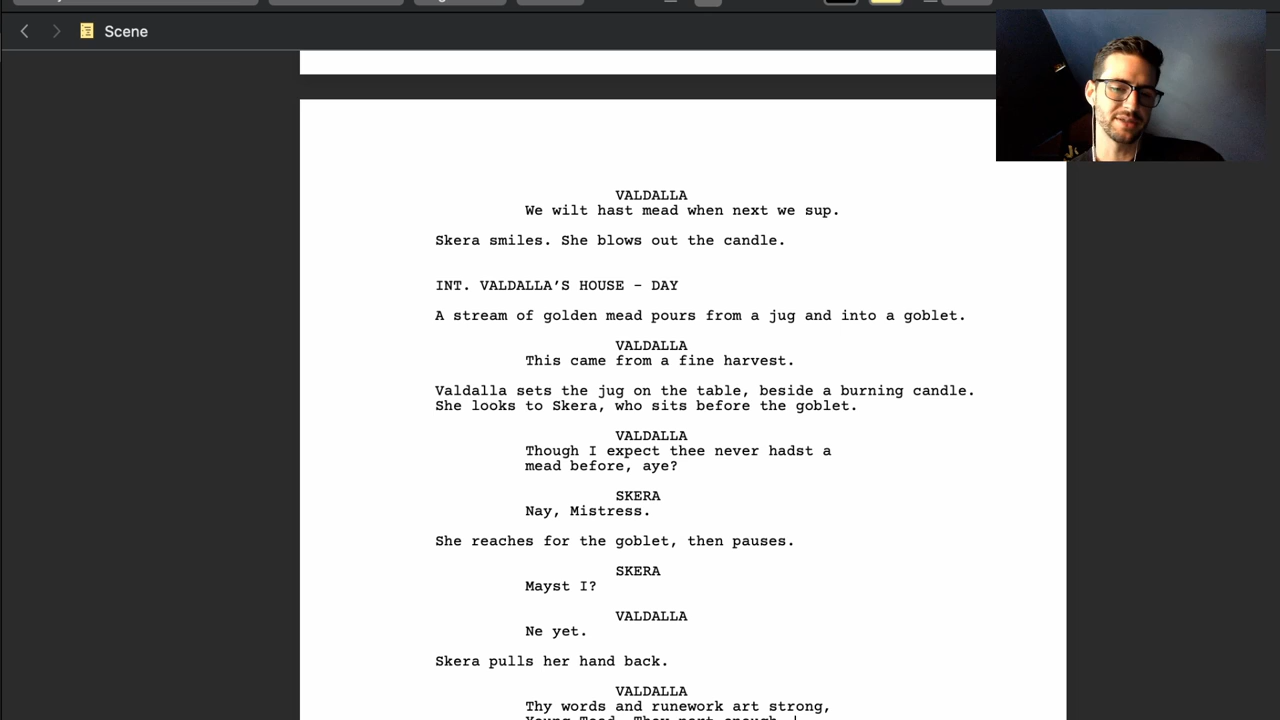 Scene
VALDALLA
We wilt hast mead when next we sup.
Skera smiles. She blows out the candle.
INT. VALDALLA’S HOUSE - DAY
A stream of golden mead pours from a jug and into a goblet.
VALDALLA
This came from a fine harvest.
Valdalla sets the jug on the table, beside a burning candle.
She looks to Skera, who sits before the goblet.
VALDALLA
Though I expect thee never hadst a
mead before, aye?
SKERA
Nay, Mistress.
She reaches for the goblet, then pauses.
SKERA
Mayst I?
VALDALLA
Ne yet.
Skera pulls her hand back.
VALDALLA
Thy words and runework art strong,